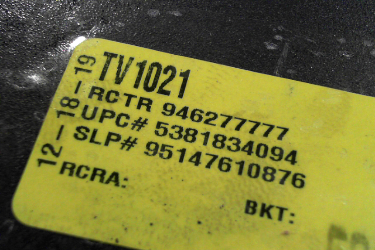 TV1021
RCTR 946277777
UPC# 5381834094
SLP# 95147610876
RCRA:
BKT:
12-18-19